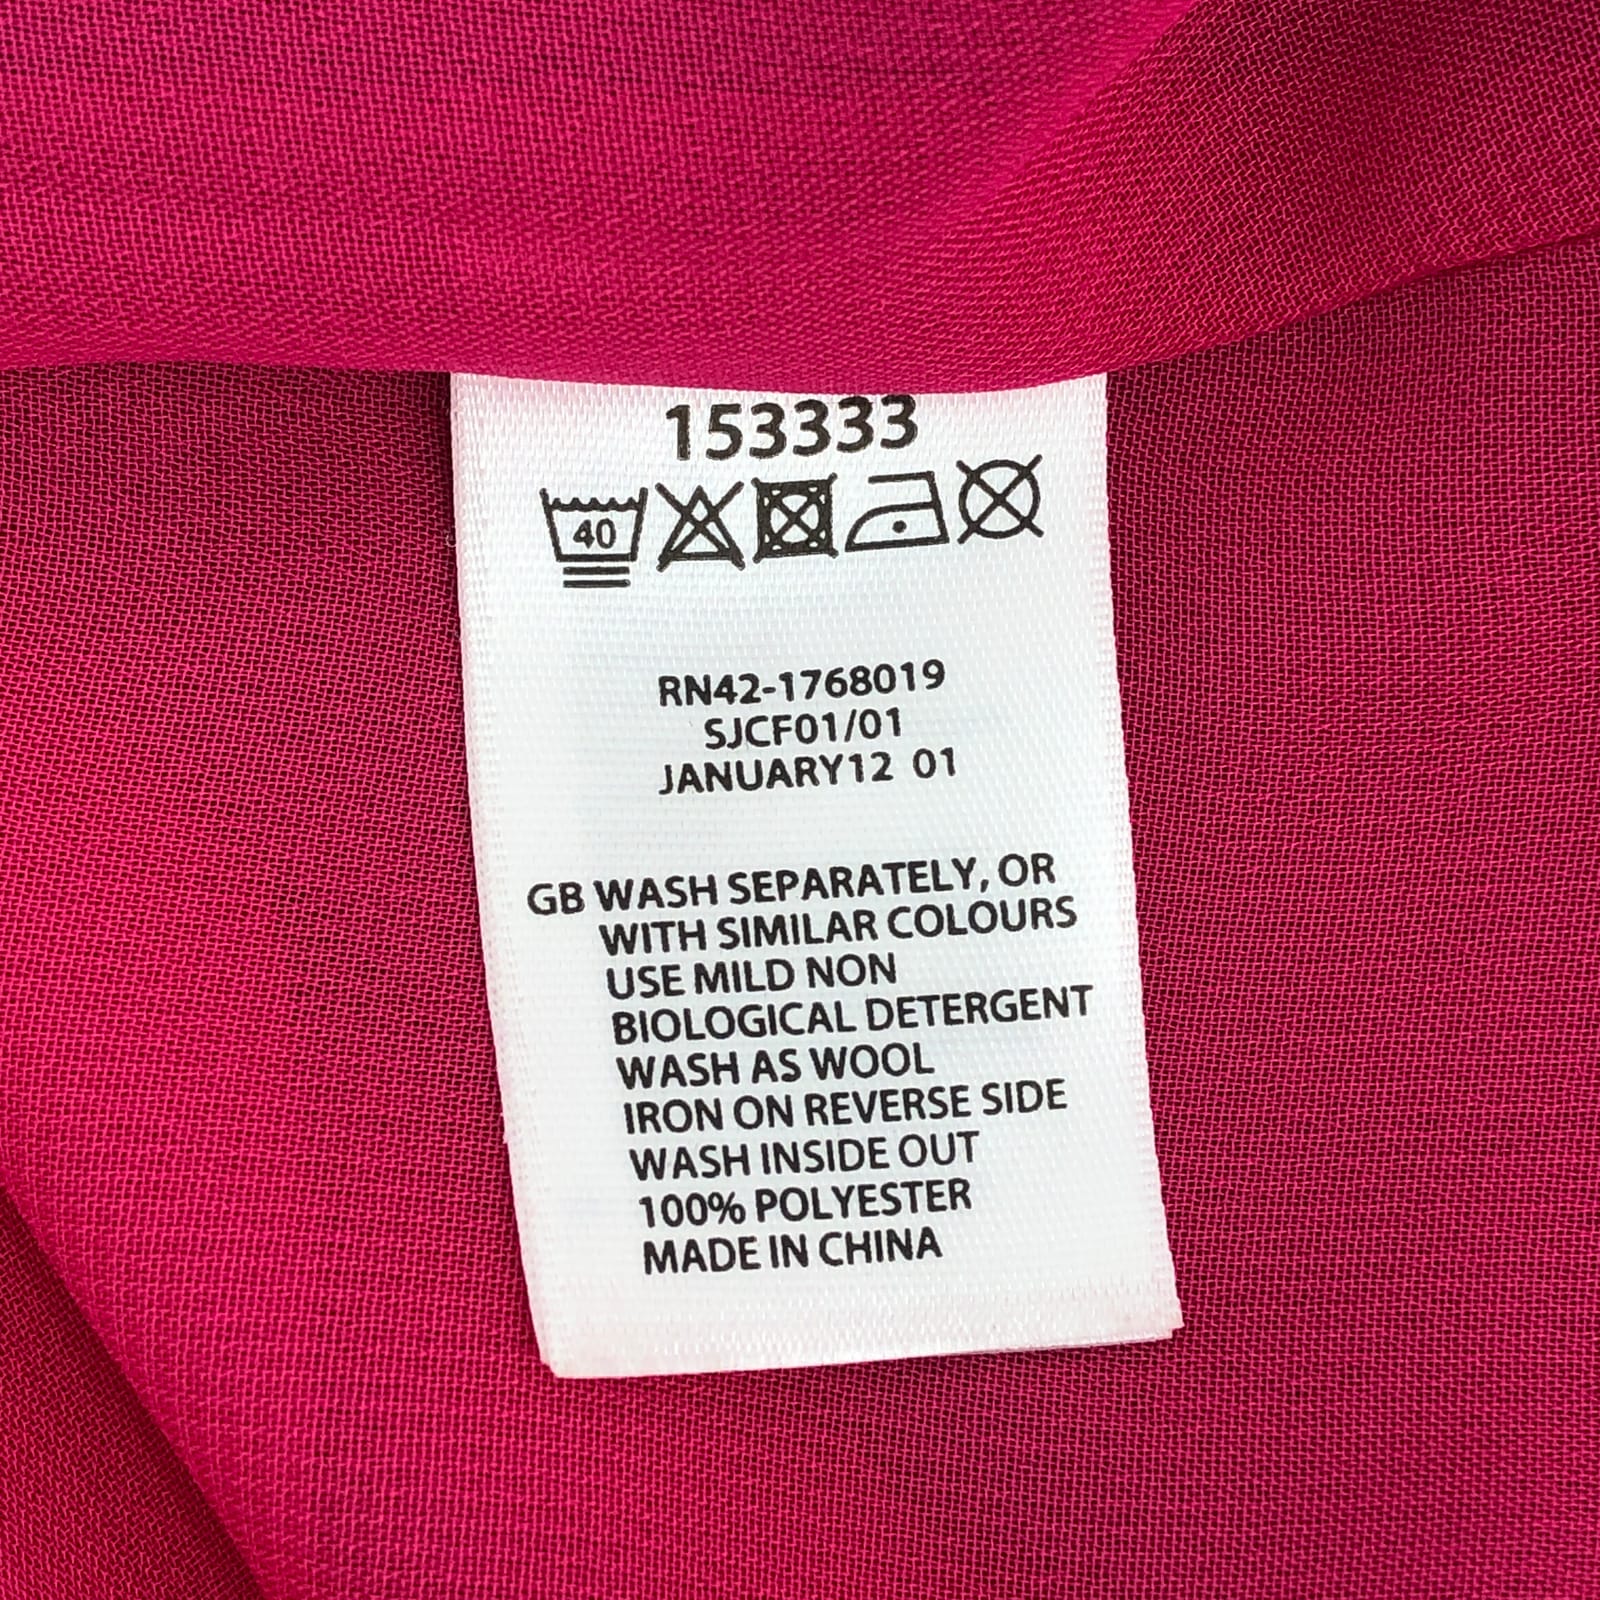 153333
40
RN42-1768019
SJCF01/01
JANUARY12 01
GB WASH SEPARATELY, OR
WITH SIMILAR COLOURS
USE MILD NON
BIOLOGICAL DETERGENT
WASH AS WOOL
IRON ON REVERSE SIDE
WASH INSIDE OUT
100% POLYESTER
MADE IN CHINA